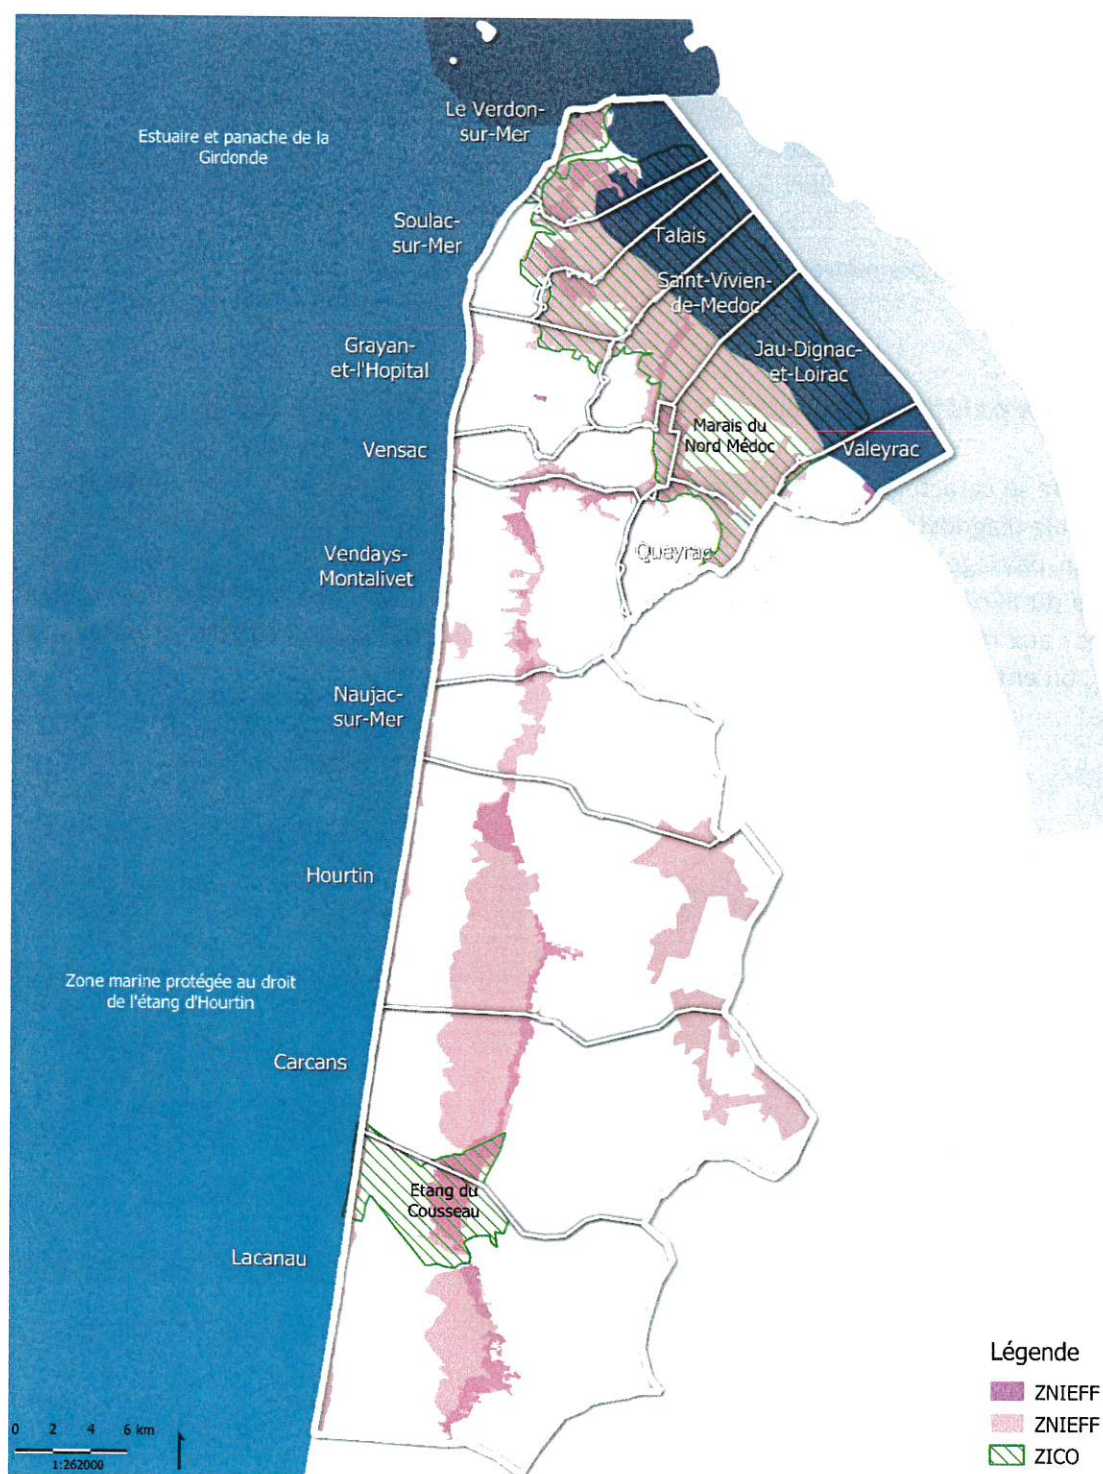 Le Verdon-
sur-Mer
Estuaire et panache de la
Girdonde
Soulac-
sur-Mer
Talais
Saint-Vivien-
de-Medoc
Grayan-
et-l'Hopital
Jau-Dignac-
et-Loirac
Marais du
Nord Médoc
Vensac
Valeyrac
Vendays-
Montalivet
Queyrac
Naujac-
sur-Mer
Hourtin
Zone marine protégée au droit
de l'étang d'Hourtin
Carcans
Etang du
Cousseau
Lacanau
Légende
ZNIEFF
ZNIEFF
ZICO
0 2 4 6 km
1:262000